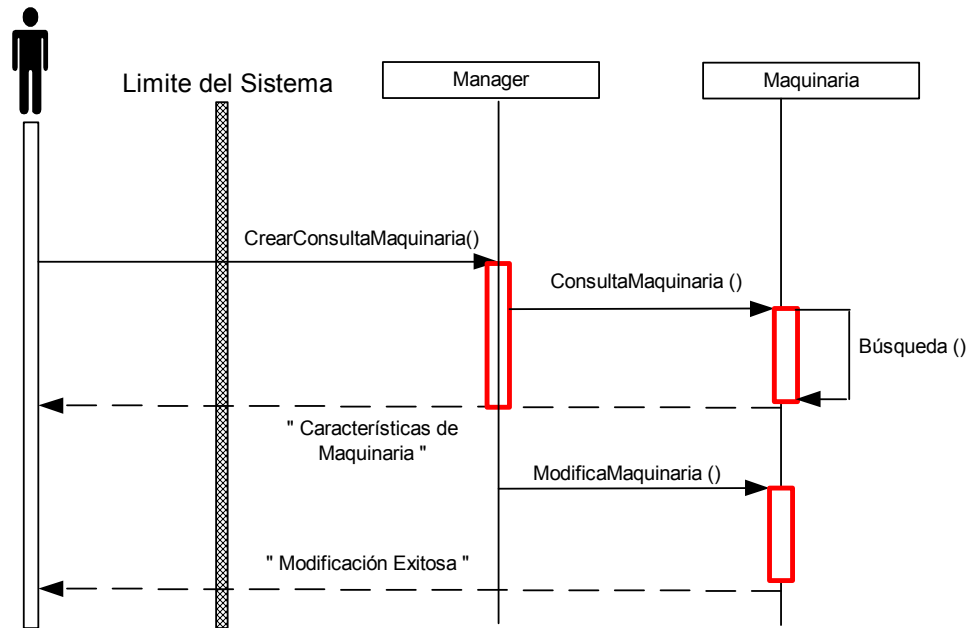 Limite del Sistema
Manager
Maquinaria
CrearConsultaMaquinaria()
ConsultaMaquinaria ()
Búsqueda ()
" Características de
Maquinaria "
ModificaMaquinaria ()
" Modificación Exitosa "